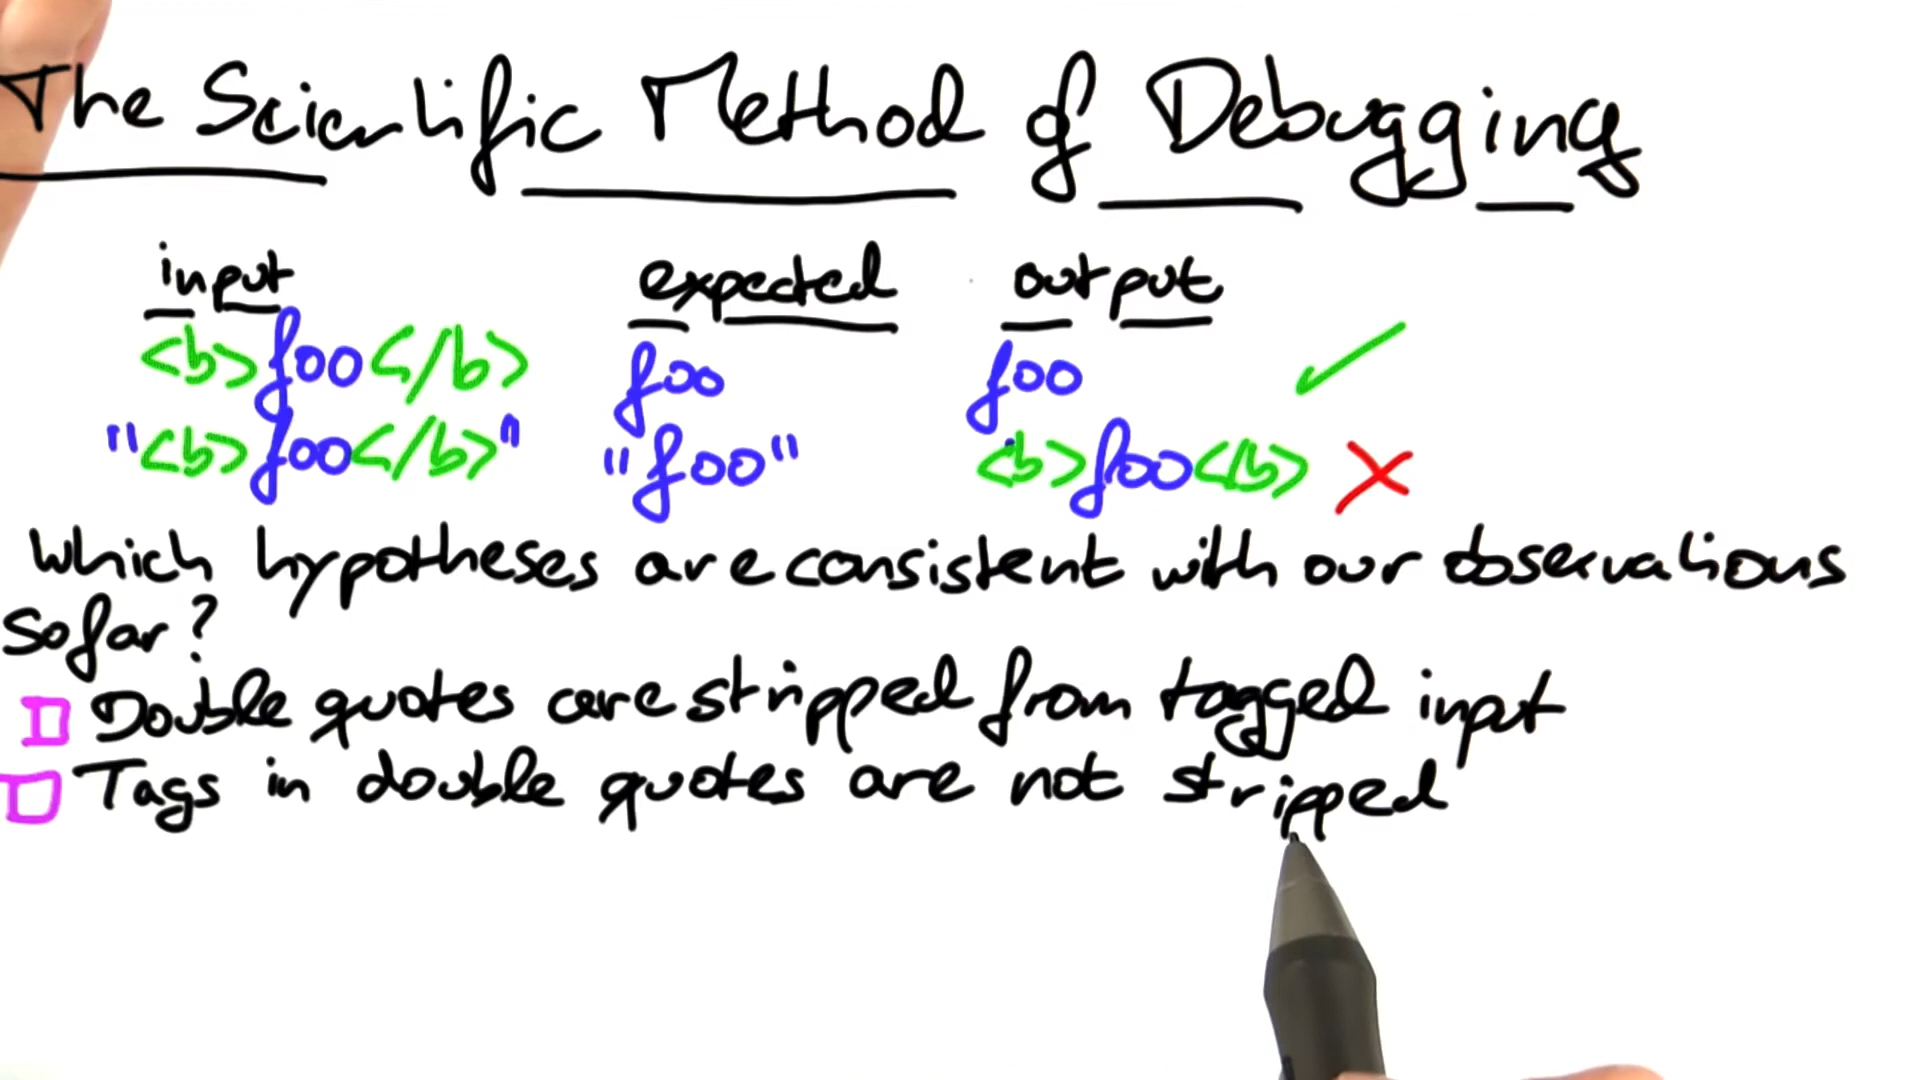 The Scientific Method of Debugging
input expected output
<b>foo</b> foo foo
"<b>foo</b>" "foo" <b>foo</b>
Which hypotheses are consistent with our observations
so far?
Double quotes are stripped from tagged input
Tags in double quotes are not stripped